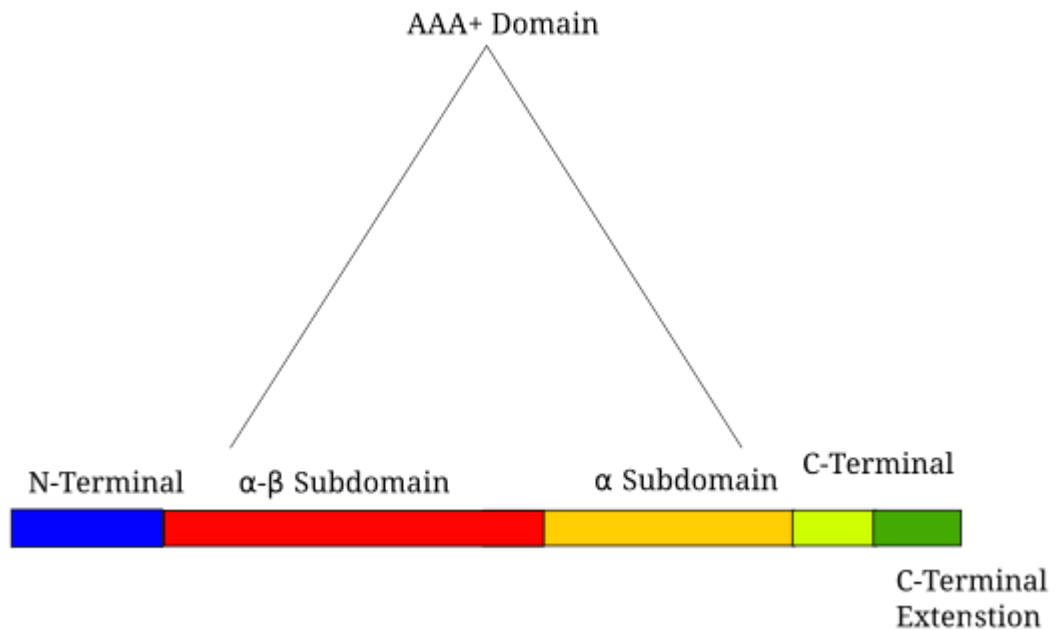 AAA+ Domain
N-Terminal
α-β Subdomain
α Subdomain
C-Terminal
C-Terminal
Extenstion